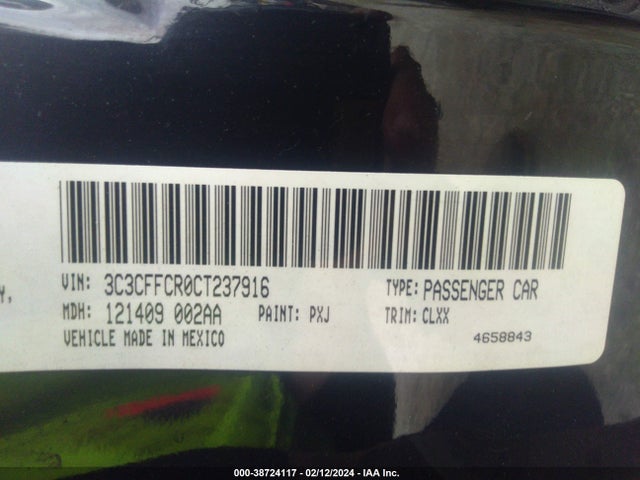 VIN: 3C3CFFCR0CT237916 TYPE: PASSENGER CAR
Y,
MDH: 121409 002AA PAINT: PXJ TRIM: CLXX
VEHICLE MADE IN MEXICO 4658843
000-38724117 - 02/12/2024 - IAA Inc.